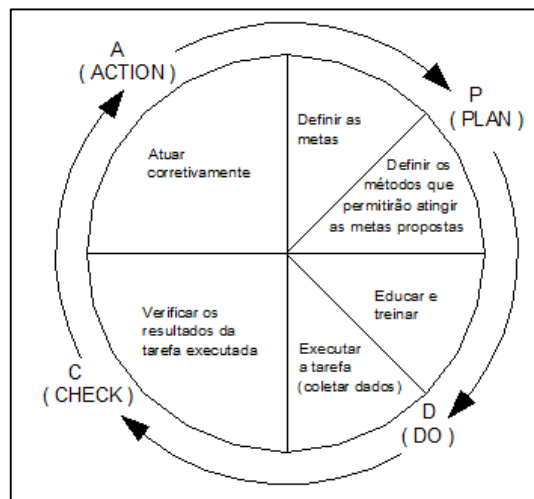 A
( ACTION)
P
( PLAN)
Definir as
metas
Atuar
corretivamente
Definir os
métodos que
permitirão atingir
as metas propostas
Educar e
treinar
Verificar os
resultados da
tarefa executada
Executar
a tarefa
(coletar dados)
C
( CHECK)
D
( DO)